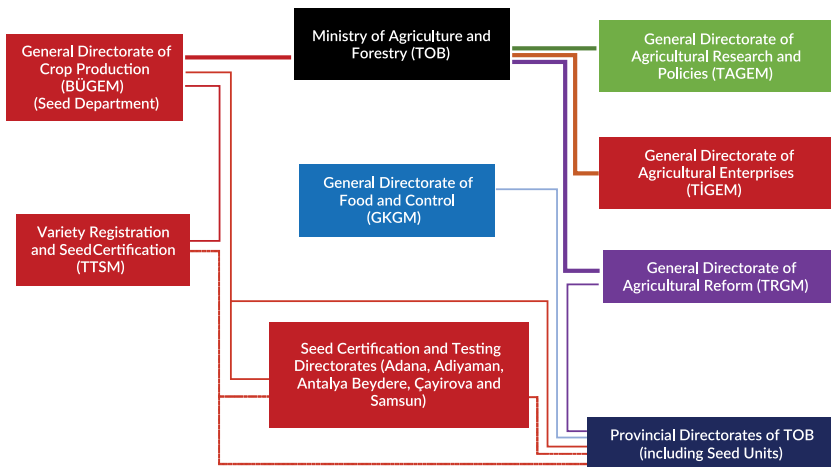 Ministry of Agriculture and
Forestry (TOB)
General Directorate of
Crop Production
(BÜGEM)
(Seed Department)
General Directorate of
Agricultural Research and
Policies (TAGEM)
General Directorate of
Agricultural Enterprises
(TİGEM)
General Directorate of
Food and Control
(GKGM)
Variety Registration
and SeedCertification
(TTSM)
General Directorate of
Agricultural Reform (TRGM)
Seed Certification and Testing
Directorates (Adana, Adiyaman,
Antalya Beydere, Çayirova and
Samsun)
Provincial Directorates of TOB
(including Seed Units)